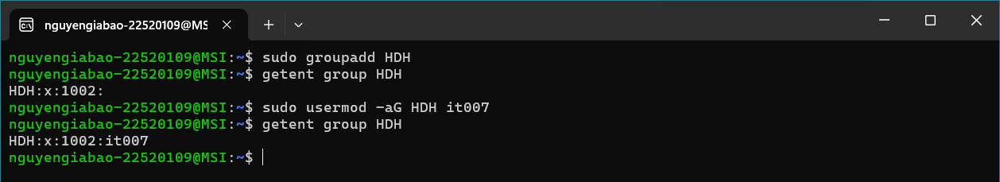 nguyengiabao-22520109@MS
nguyengiabao-22520109@MSI:~$ sudo groupadd HDH
nguyengiabao-22520109@MSI:~$ getent group HDH
HDH:x:1002:
nguyengiabao-22520109@MSI:~$ sudo usermod -aG HDH it007
nguyengiabao-22520109@MSI:~$ getent group HDH
HDH:x:1002:it007
nguyengiabao-22520109@MSI:~$